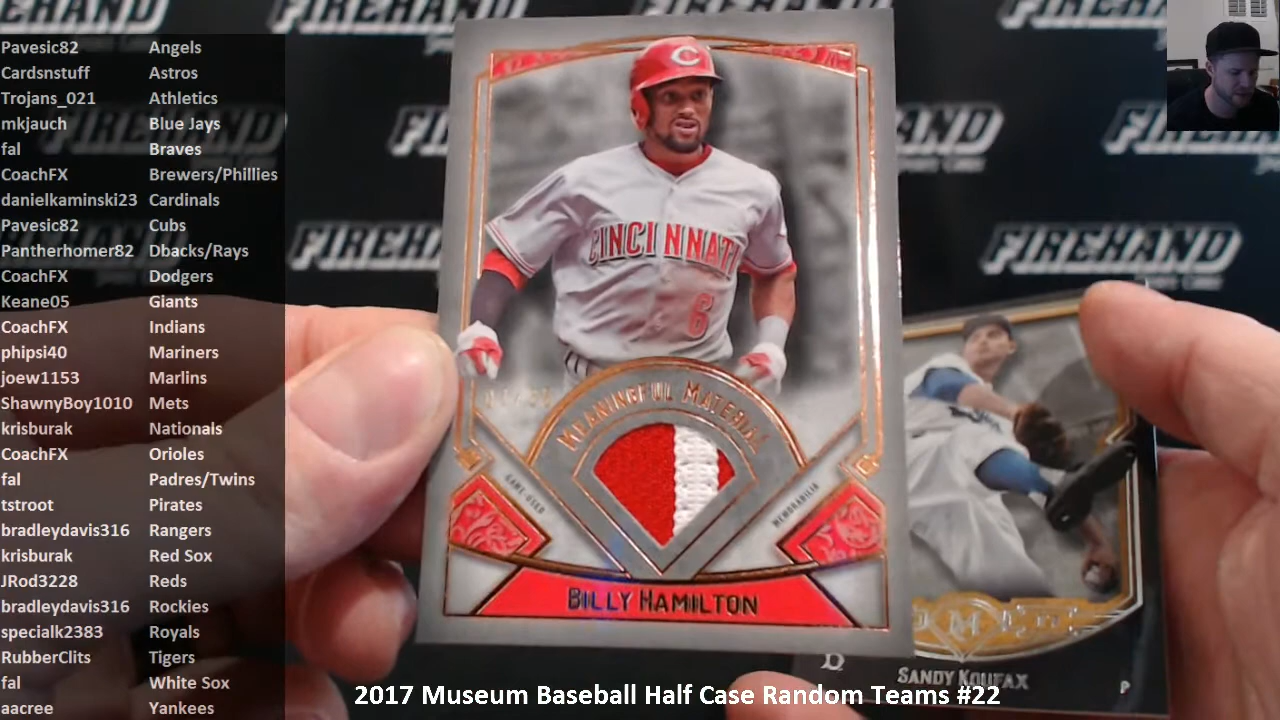 Pavesic82 Angels
Cardsnstuff Astros
Trojans_021 Athletics
mkjauch Blue Jays
fal Braves
CoachFX Brewers/Phillies
danielkaminski23 Cardinals
Pavesic82 Cubs
Pantherhomer82 Dbacks/Rays
CoachFX Dodgers
Keane05 Giants
CoachFX Indians
phipsi40 Mariners
joew1153 Marlins
ShawnyBoy1010 Mets
krisburak Nationals
CoachFX Orioles
fal Padres/Twins
tstroot Pirates
bradleydavis316 Rangers
krisburak Red Sox
JRod3228 Reds
bradleydavis316 Rockies
specialk2383 Royals
RubberClits Tigers
fal White Sox
aacree Yankees
FIREHAND
FIREHAND
C
CINCINNATI
6
MEANINGFUL MATERIAL
GAME-USED
MEMORABILIA
BILLY HAMILTON
SANDY KOUFAX
P
2017 Museum Baseball Half Case Random Teams #22